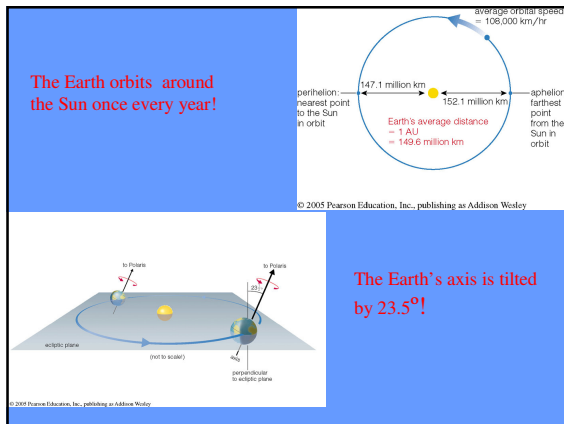 The Earth orbits around
the Sun once every year!
average orbital speed
= 108,000 km/hr
147.1 million km
152.1 million km
perihelion:
nearest point
to the Sun
in orbit
aphelion
farthest
point
from the
Sun in
orbit
Earth's average distance
= 1 AU
= 149.6 million km
© 2005 Pearson Education, Inc., publishing as Addison Wesley
to Polaris
to Polaris
ecliptic plane
(not to scale!)
axis
perpendicular
to ecliptic plane
© 2005 Pearson Education, Inc., publishing as Addison Wesley
The Earth's axis is tilted
by 23.5°!